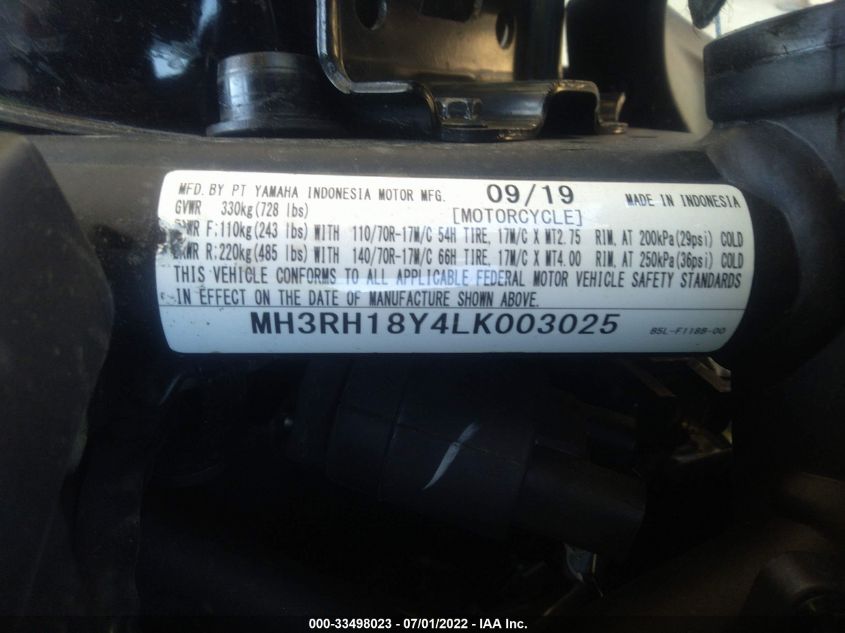 MFD. BY PT YAMAHA INDONESIA MOTOR MFG. 09/19 MADE IN INDONESIA
GVWR 330kg(728 lbs) [MOTORCYCLE]
F:110kg(243 lbs) WITH 110/70R-17M/C 54H TIRE, 17M/C X MT2.75 RIM, AT 200kPa(29psi) COLD
R:220kg(485 lbs) WITH 140/70R-17M/C 66H TIRE, 17M/C X MT4.00 RIM, AT 250kPa(36psi) COLD
THIS VEHICLE CONFORMS TO ALL APPLICABLE FEDERAL MOTOR VEHICLE SAFETY STANDARDS
IN EFFECT ON THE DATE OF MANUFACTURE SHOWN ABOVE.
MH3RH18Y4LK003025 B5L-F118B-00
000-33498023 - 07/01/2022 - IAA Inc.